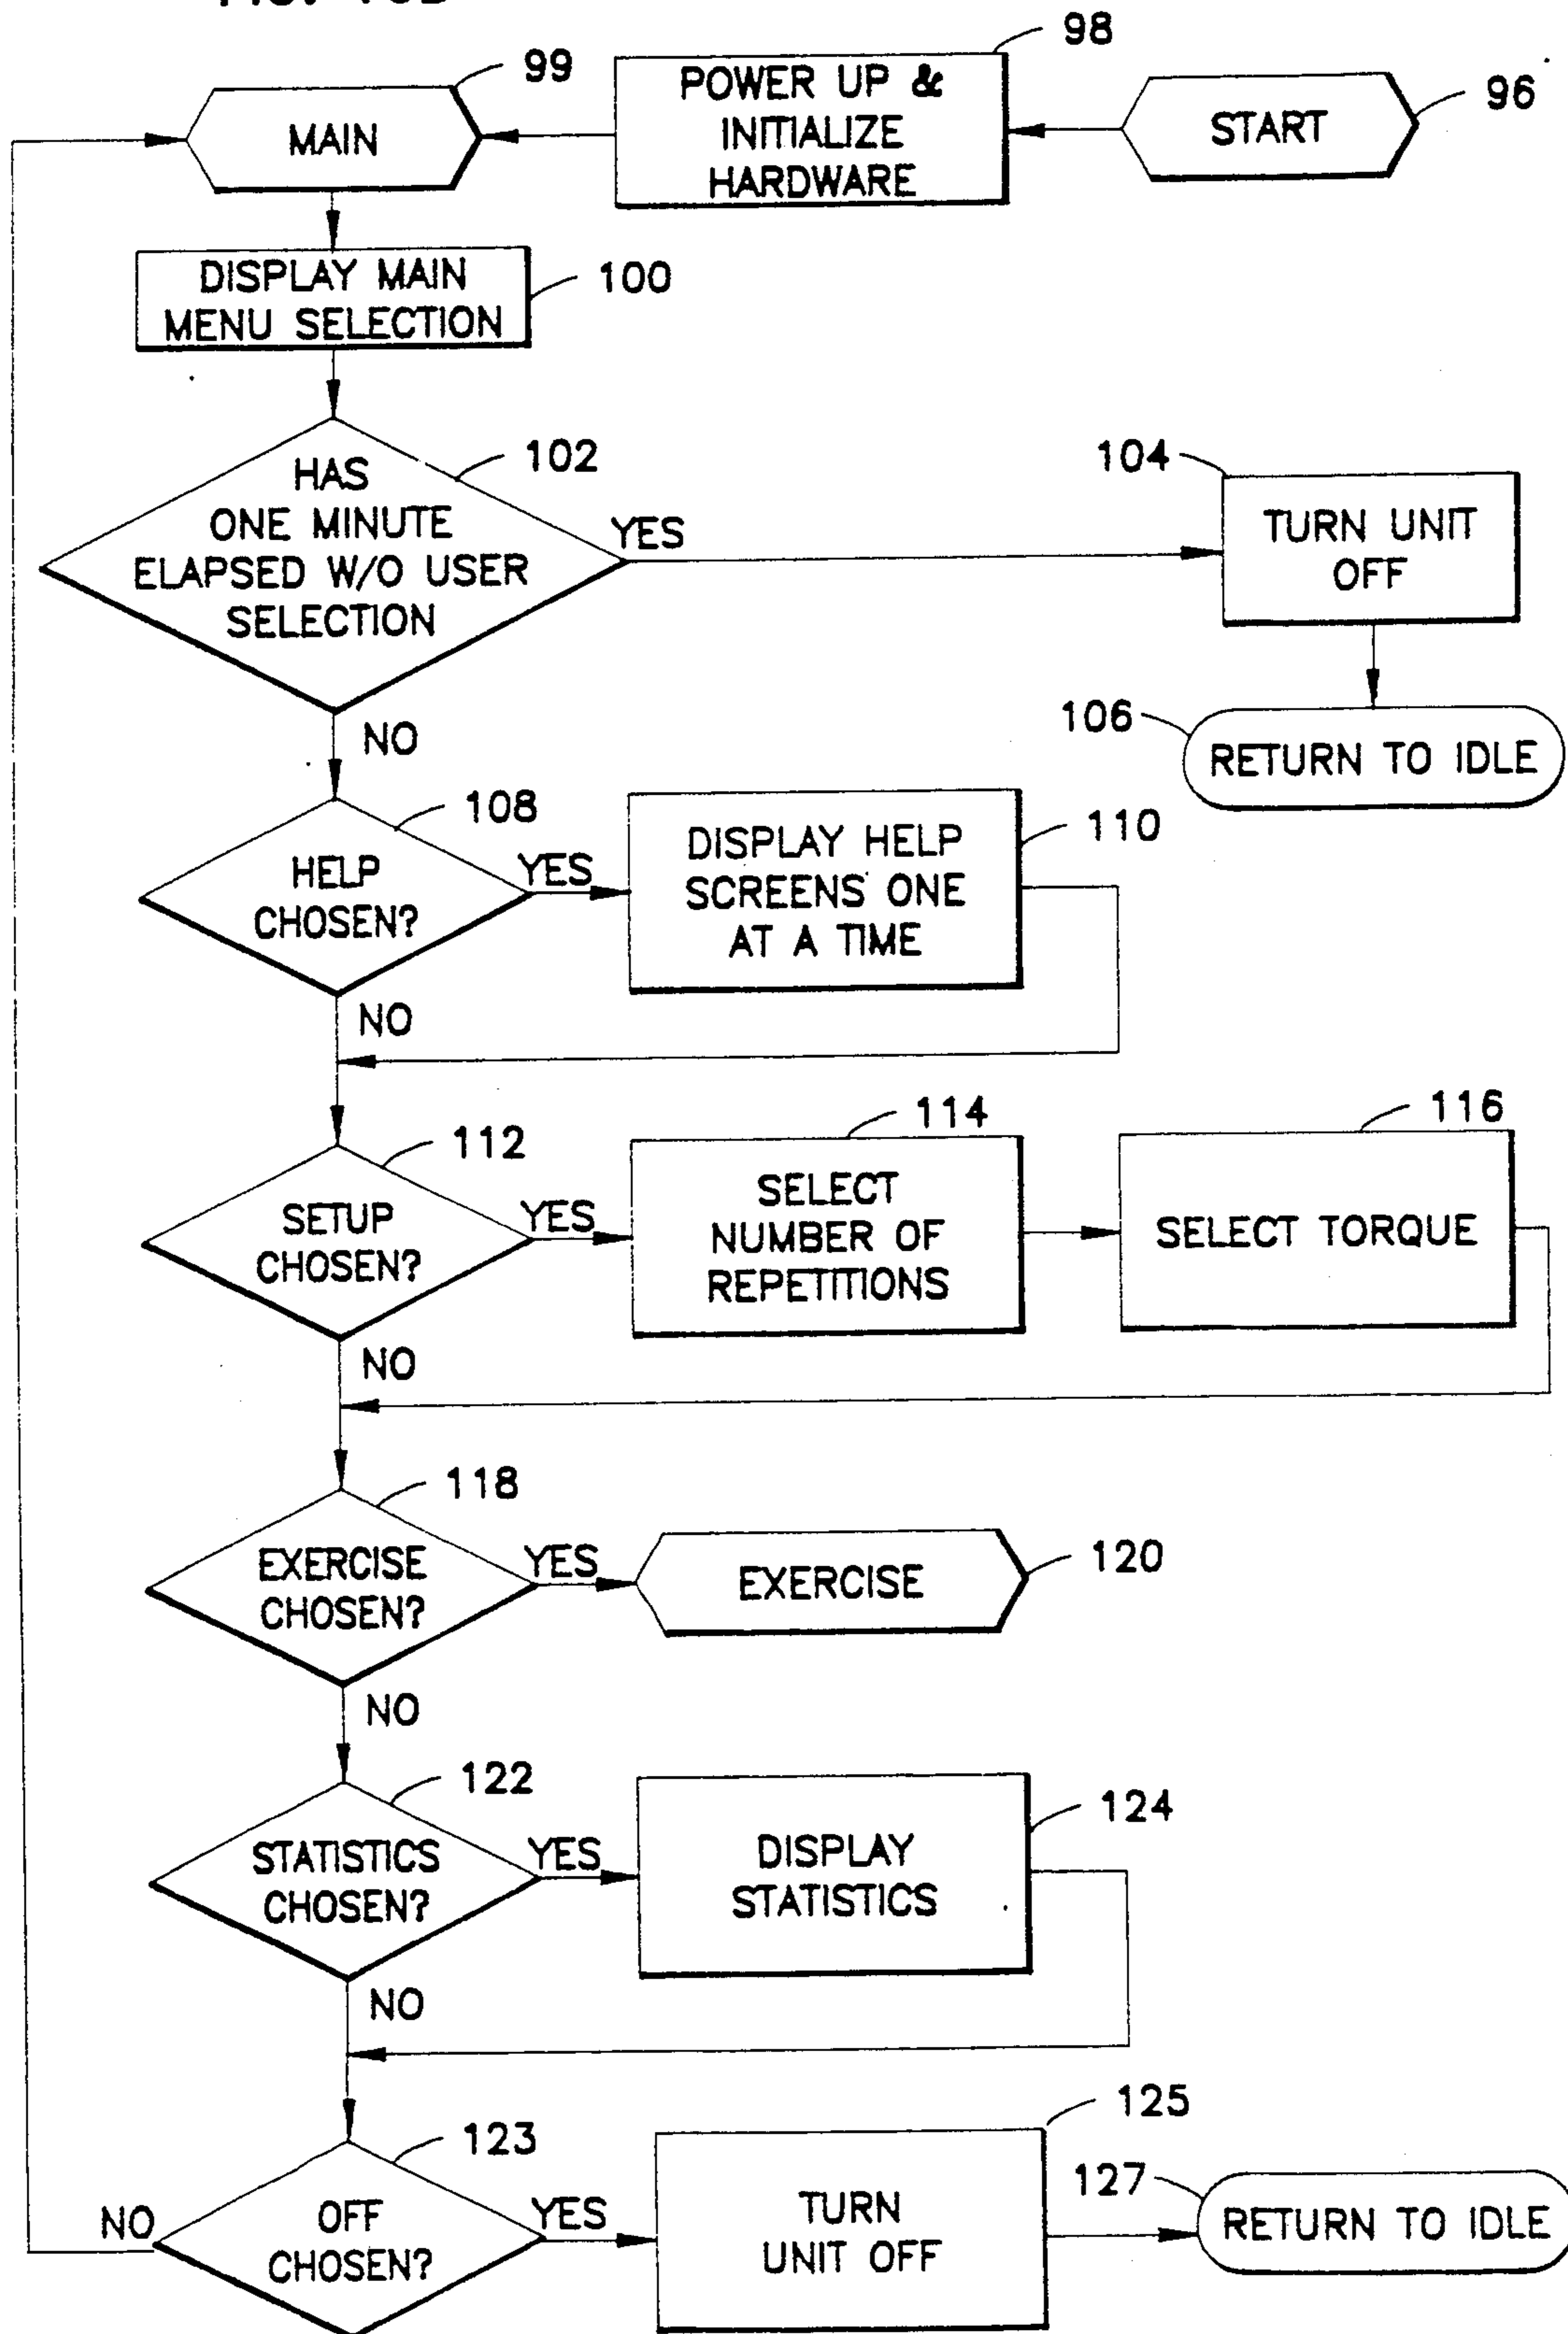 98
99
POWER UP &
INITIALIZE
HARDWARE
96
START
MAIN
DISPLAY MAIN
MENU SELECTION
100
HAS
ONE MINUTE
ELAPSED W/O USER
SELECTION
102
YES
104
TURN UNIT
OFF
NO
106
RETURN TO IDLE
108
HELP
CHOSEN?
YES
DISPLAY HELP
SCREENS ONE
AT A TIME
110
NO
112
SETUP
CHOSEN?
YES
114
SELECT
NUMBER OF
REPETITIONS
116
SELECT TORQUE
NO
118
EXERCISE
CHOSEN?
YES
EXERCISE
120
NO
122
STATISTICS
CHOSEN?
YES
DISPLAY
STATISTICS
124
NO
123
OFF
CHOSEN?
NO
YES
125
TURN
UNIT OFF
127
RETURN TO IDLE